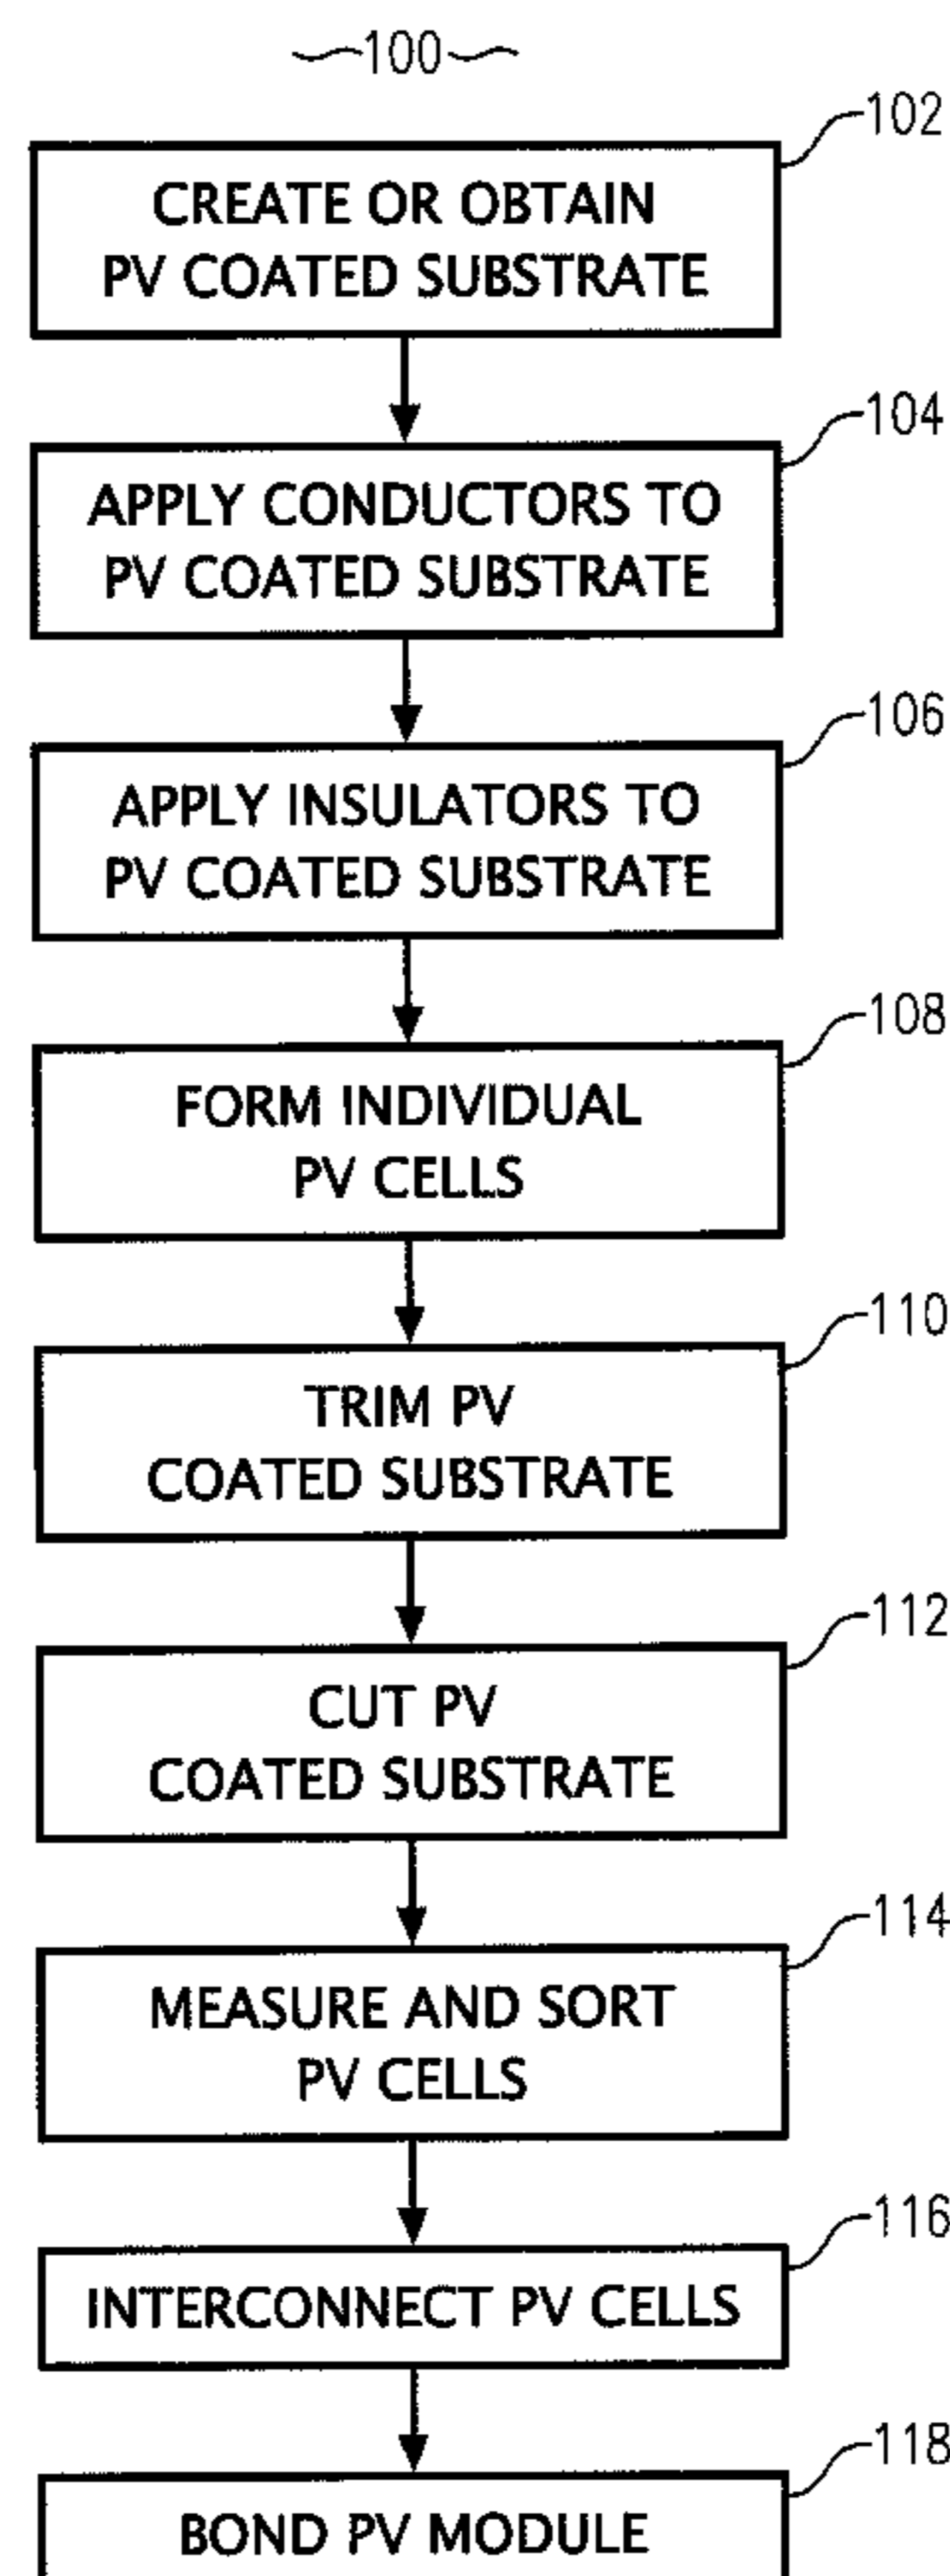 100
102
CREATE OR OBTAIN
PV COATED SUBSTRATE
104
APPLY CONDUCTORS TO
PV COATED SUBSTRATE
106
APPLY INSULATORS TO
PV COATED SUBSTRATE
108
FORM INDIVIDUAL
PV CELLS
110
TRIM PV
COATED SUBSTRATE
112
CUT PV
COATED SUBSTRATE
114
MEASURE AND SORT
PV CELLS
116
INTERCONNECT PV CELLS
118
BOND PV MODULE